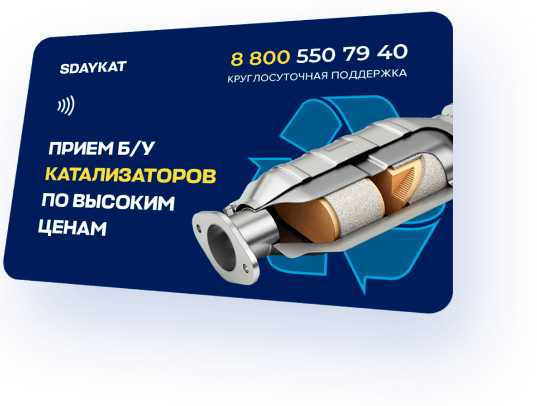 SDAYKAT
8 800 550 79 40
КРУГЛОСУТОЧНАЯ ПОДДЕРЖКА
ПРИЕМ Б/У
КАТАЛИЗАТОРОВ
ПО ВЫСОКИМ
ЦЕНАМ